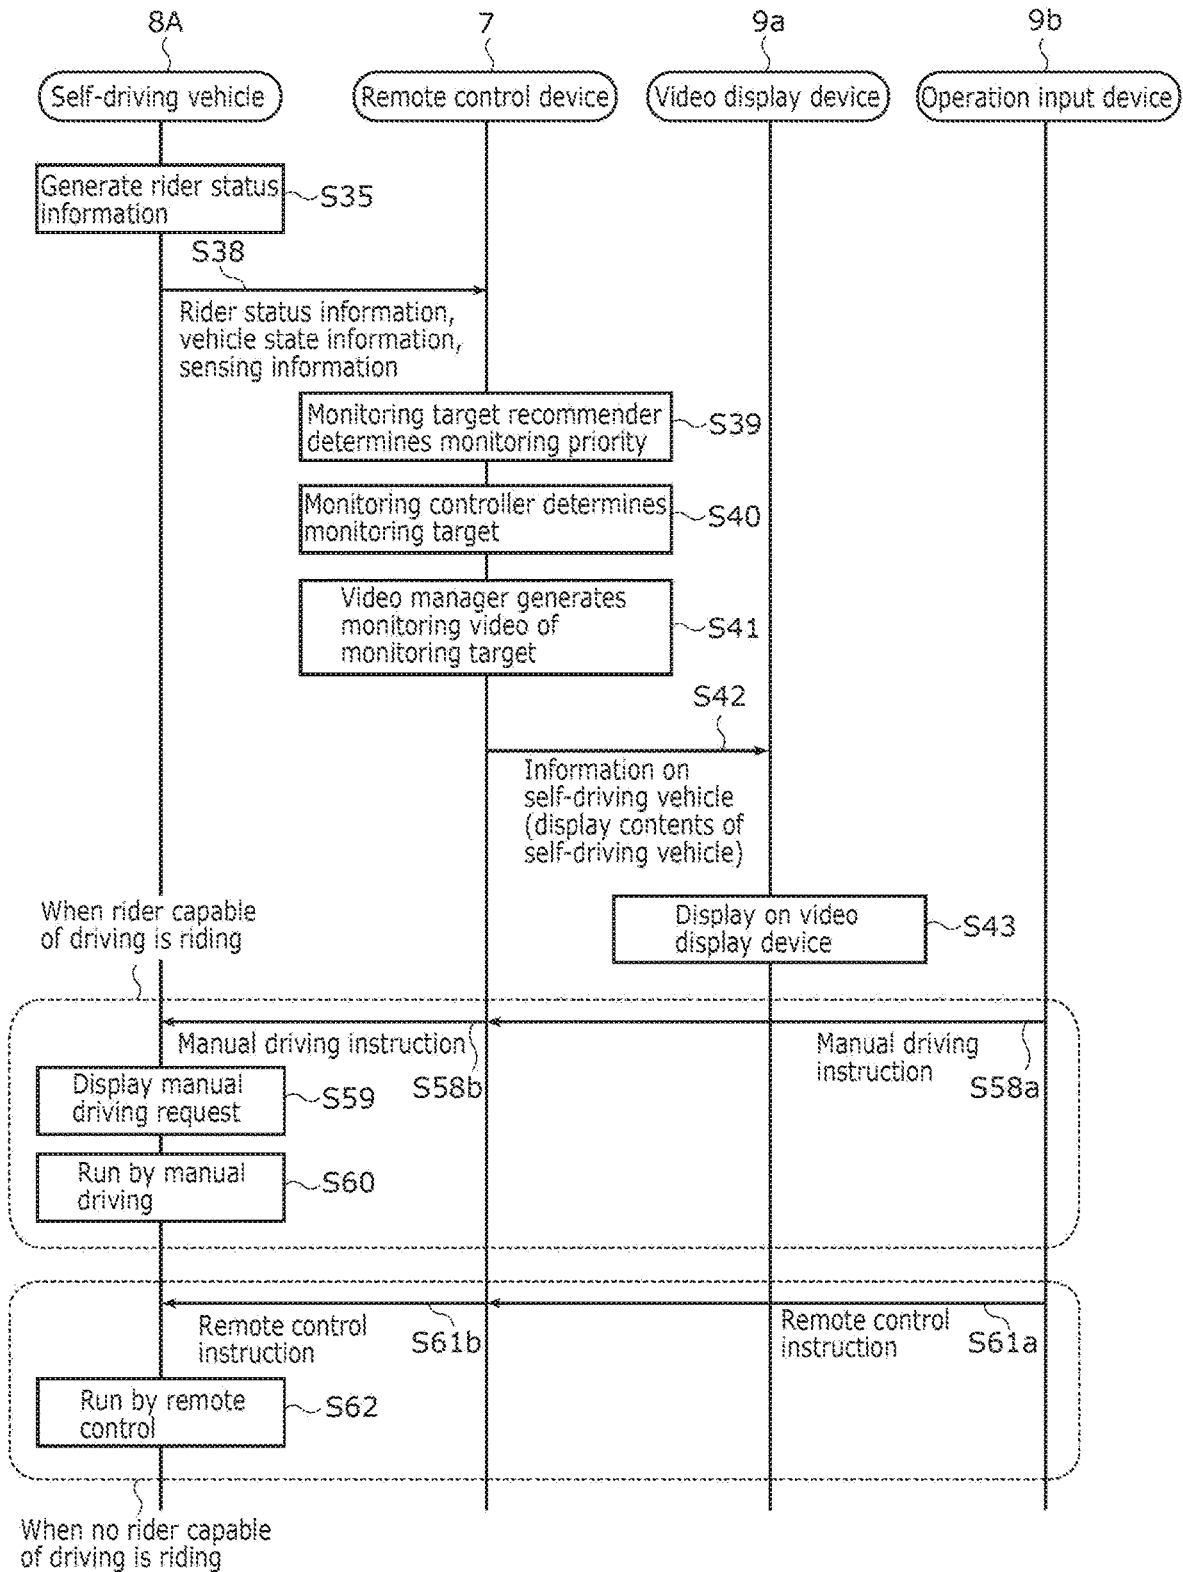 8A
7
9a
9b
Self-driving vehicle
Remote control device
Video display device
Operation input device
Generate rider status
information
S35
S38
Rider status information,
vehicle state information,
sensing information
Monitoring target recommender
determines monitoring priority
S39
Monitoring controller determines
monitoring target
S40
Video manager generates
monitoring video of
monitoring target
S41
S42
Information on
self-driving vehicle
(display contents of
self-driving vehicle)
When rider capable
of driving is riding
Display on video
display device
S43
Manual driving instruction
S58b
Manual driving
instruction
S58a
Display manual
driving request
S59
Run by manual
driving
S60
Remote control
instruction
S61b
Remote control
instruction
S61a
Run by remote
control
S62
When no rider capable
of driving is riding